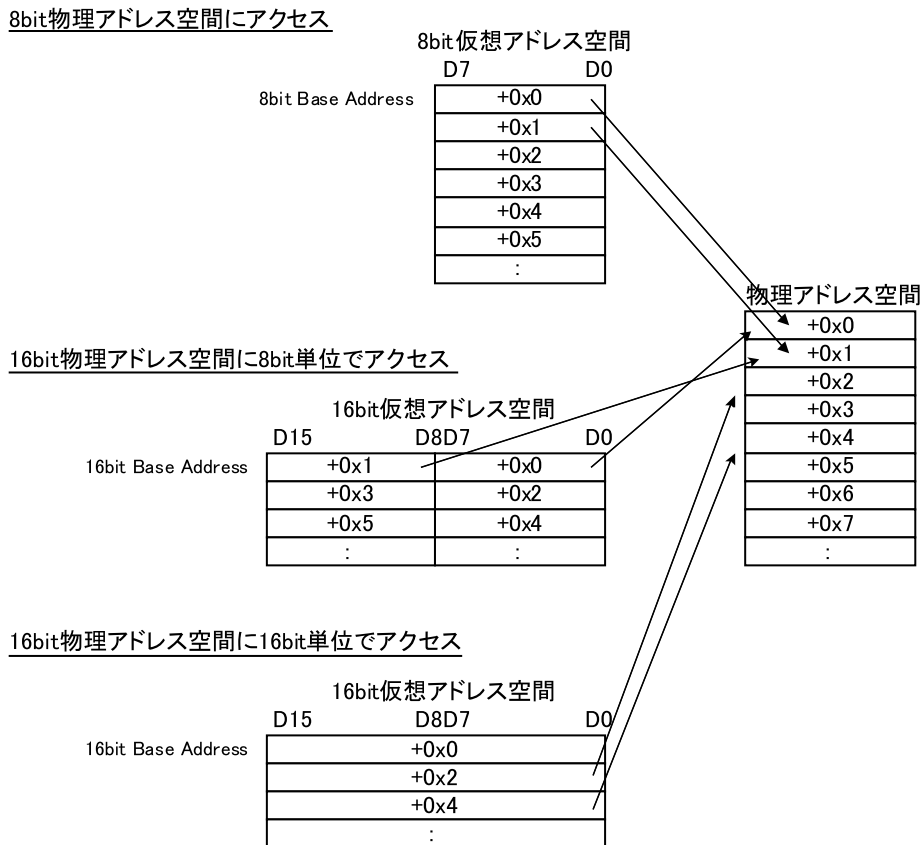 8bit物理アドレス空間にアクセス
8bit仮想アドレス空間
D7 D0
8bit Base Address
+0x0
+0x1
+0x2
+0x3
+0x4
+0x5
:
物理アドレス空間
+0x0
+0x1
+0x2
+0x3
+0x4
+0x5
+0x6
+0x7
:
16bit物理アドレス空間に8bit単位でアクセス
16bit仮想アドレス空間
D15 D8D7 D0
16bit Base Address
+0x1 +0x0
+0x3 +0x2
+0x5 +0x4
: :
16bit物理アドレス空間に16bit単位でアクセス
16bit仮想アドレス空間
D15 D8D7 D0
16bit Base Address
+0x0
+0x2
+0x4
: